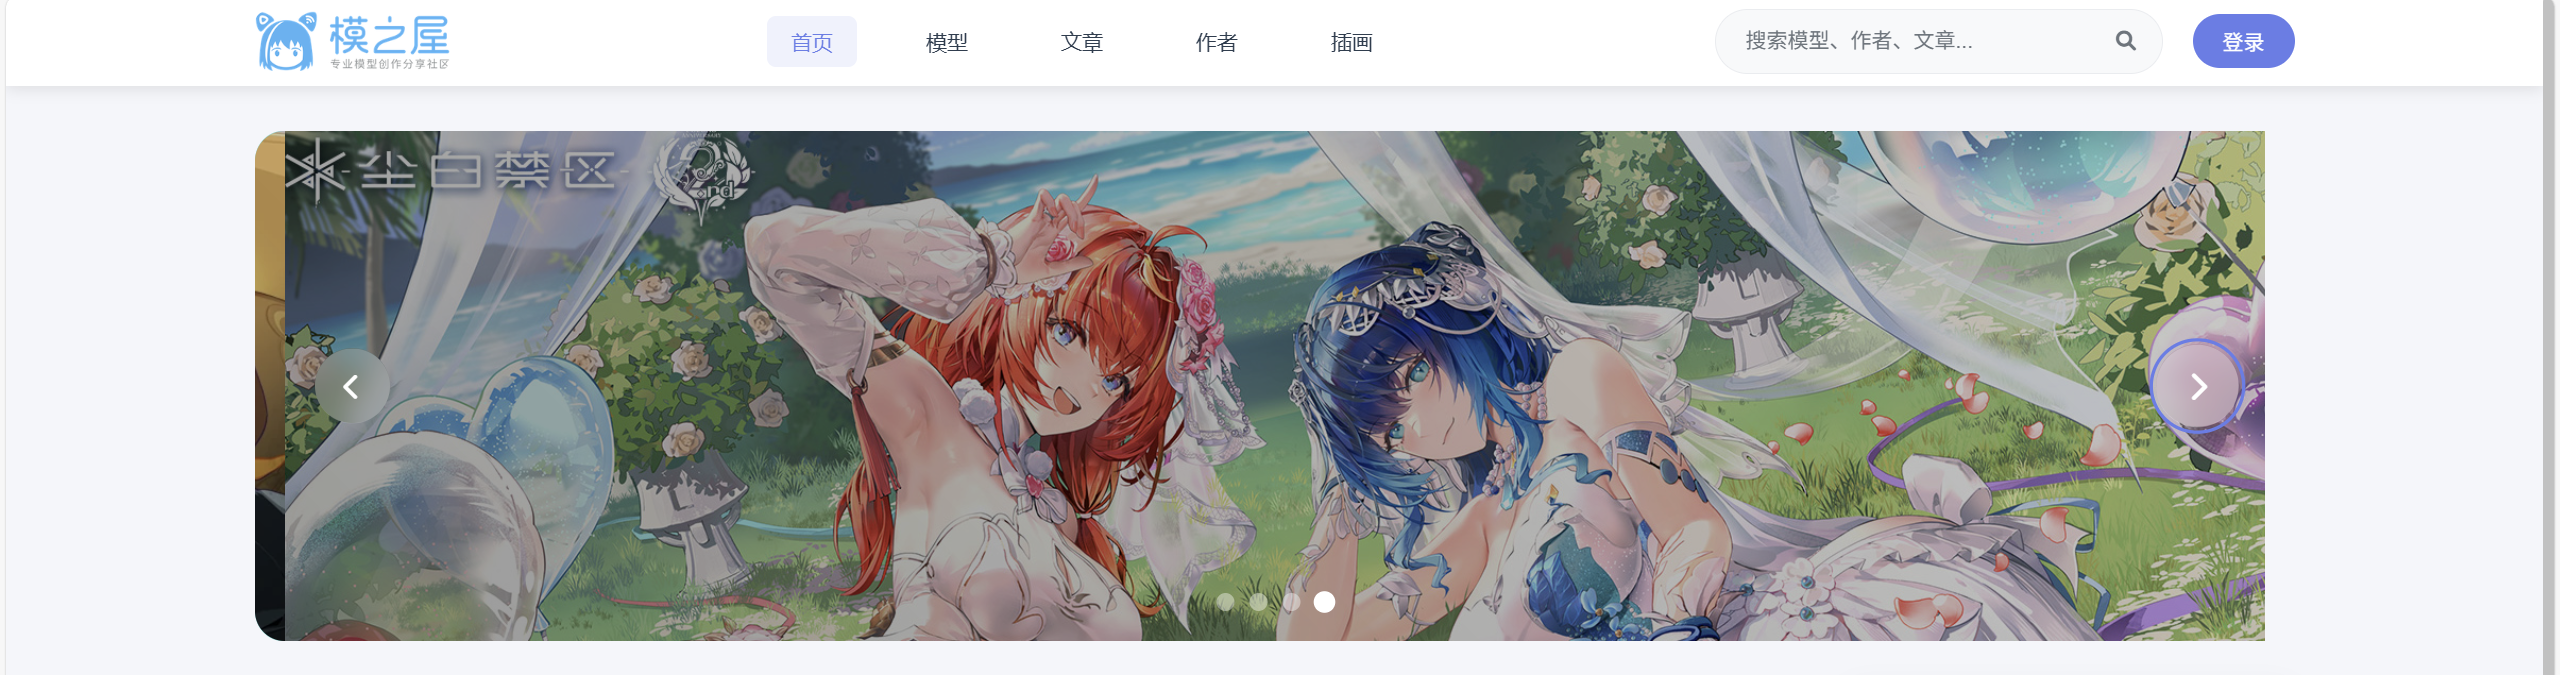 模之屋
专业模型创作分享社区
首页
模型
文章
作者
插画
搜索模型、作者、文章...
登录
尘白禁区
2nd